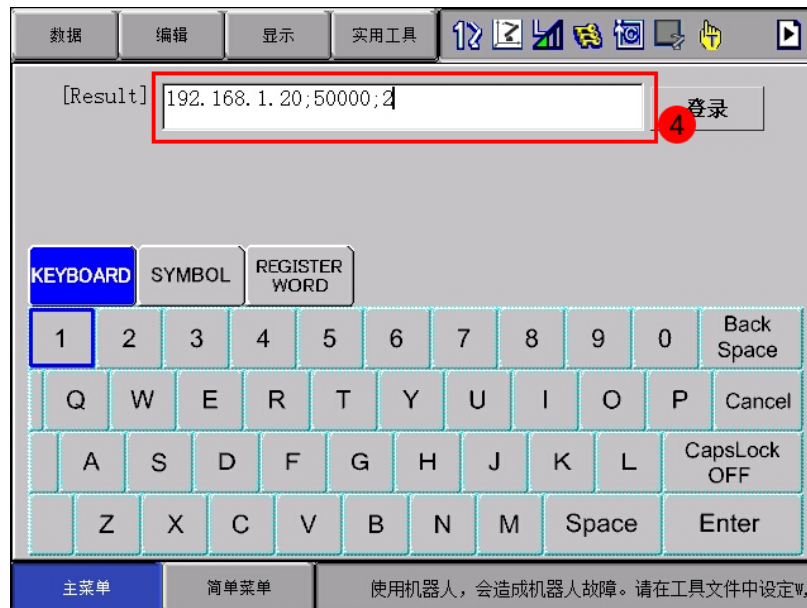 数据 编辑 显示 实用工具
[Result] 192.168.1.20;50000;2 登录
4
KEYBOARD SYMBOL REGISTER WORD
1 2 3 4 5 6 7 8 9 0 Back Space
Q W E R T Y U I O P Cancel
A S D F G H J K L CapsLock OFF
Z X C V B N M Space Enter
主菜单 简单菜单 使用机器人，会造成机器人故障。请在工具文件中设定W,